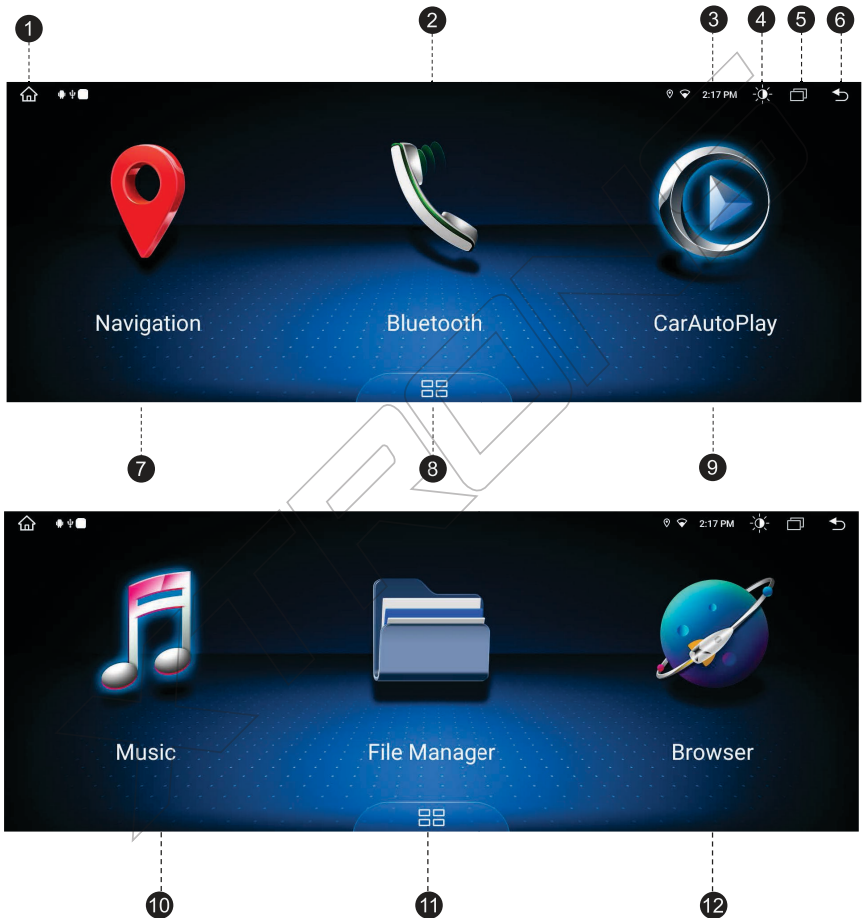 1 2 3 4 5 6
2:17 PM
Navigation Bluetooth CarAutoPlay
7 8 9
2:17 PM
Music File Manager Browser
10 11 12